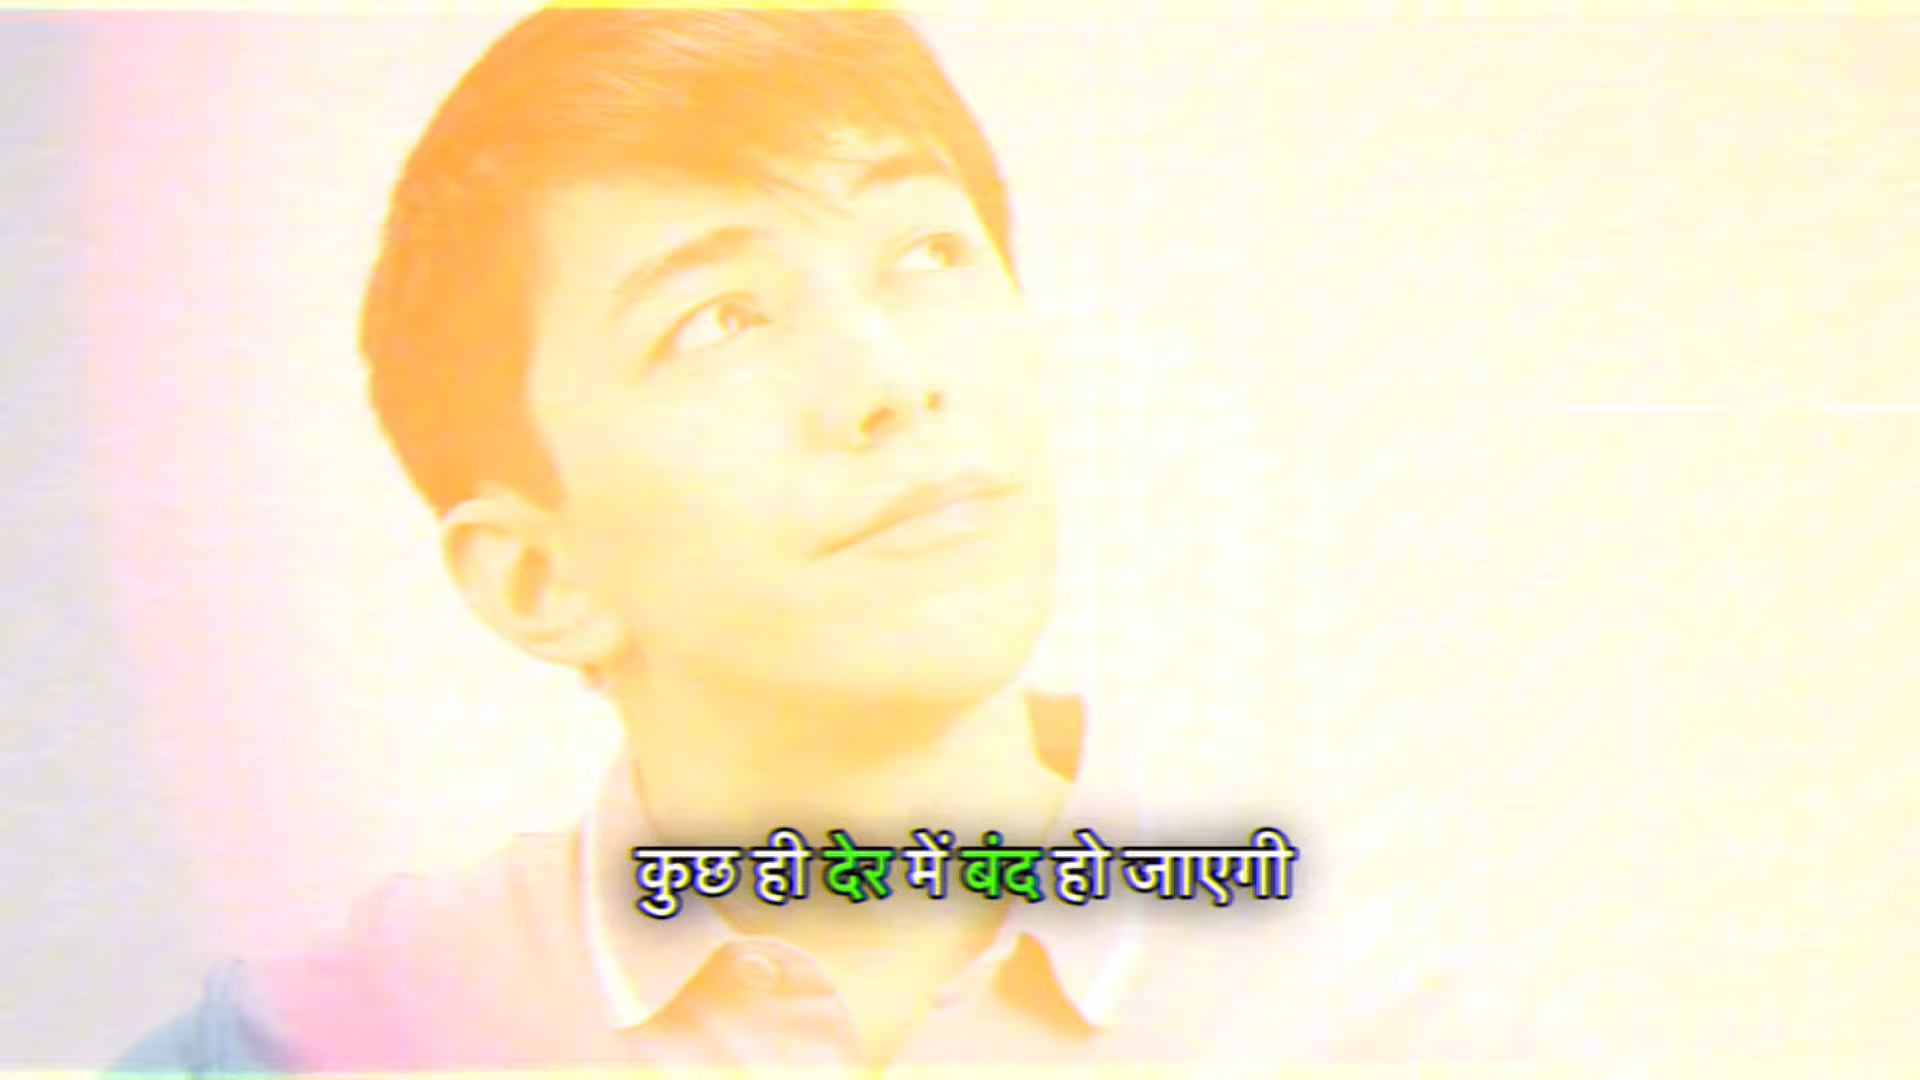 कुछ ही देर में बंद हो जाएगी